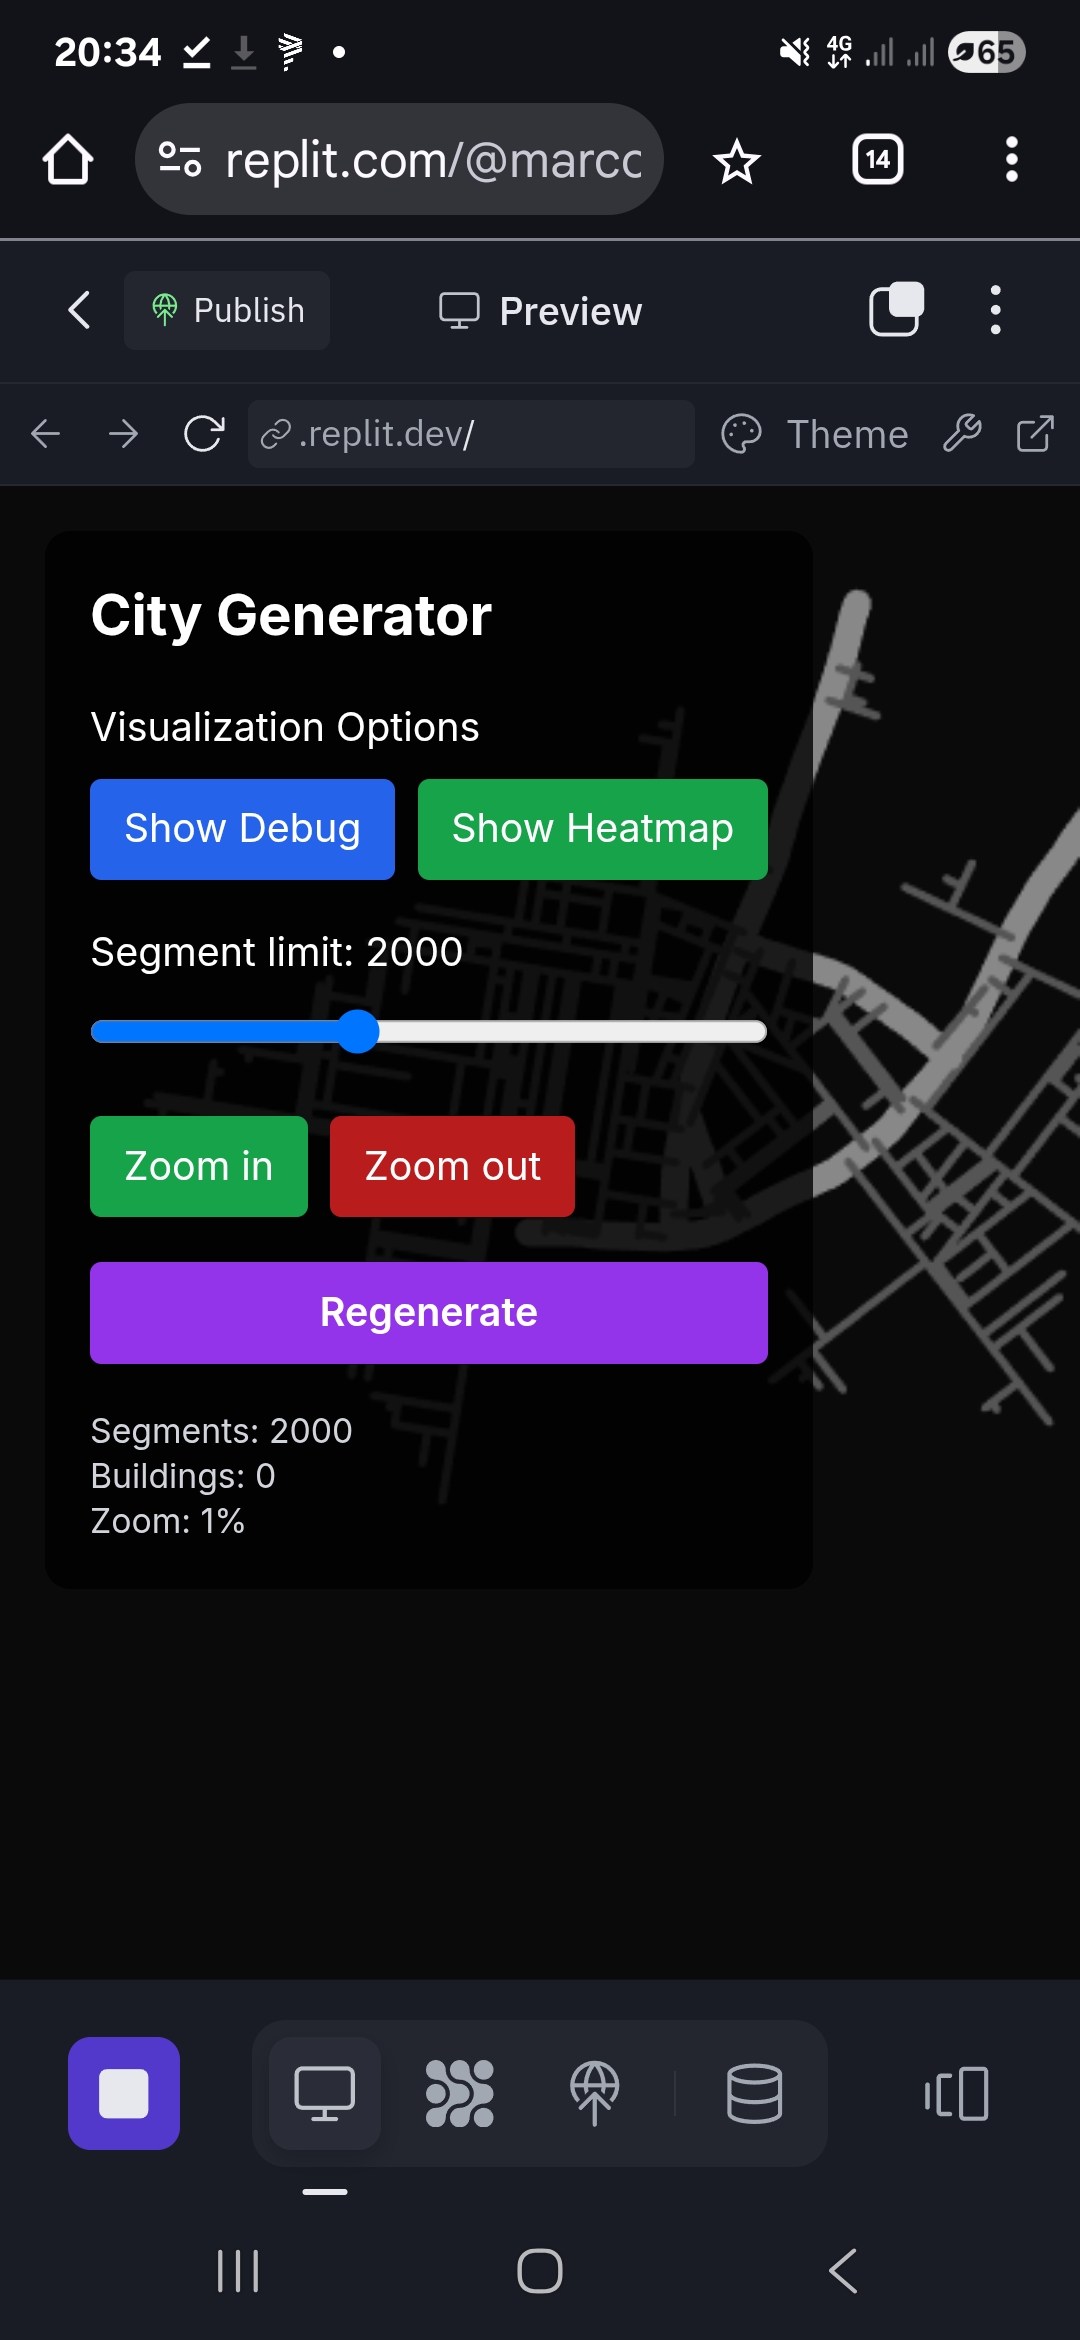 20:34
4G
65
replit.com/@marco
14
Publish
Preview
.replit.dev/
Theme
City Generator
Visualization Options
Show Debug
Show Heatmap
Segment limit: 2000
Zoom in
Zoom out
Regenerate
Segments: 2000
Buildings: 0
Zoom: 1%